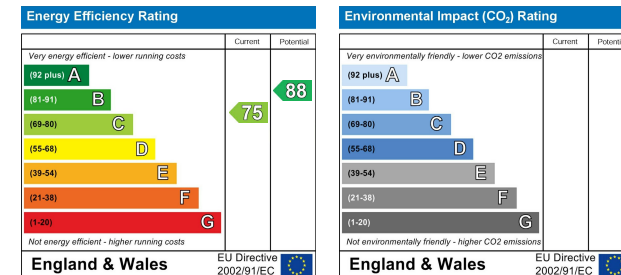 Energy Efficiency Rating
Current Potential
Very energy efficient - lower running costs
(92 plus) A
(81-91) B
(69-80) C
(55-68) D
(39-54) E
(21-38) F
(1-20) G
75
88
Not energy efficient - higher running costs
England & Wales
EU Directive
2002/91/EC
Environmental Impact (CO₂) Rating
Current Potential
Very environmentally friendly - lower CO2 emissions
(92 plus) A
(81-91) B
(69-80) C
(55-68) D
(39-54) E
(21-38) F
(1-20) G
Not environmentally friendly - higher CO2 emissions
England & Wales
EU Directive
2002/91/EC